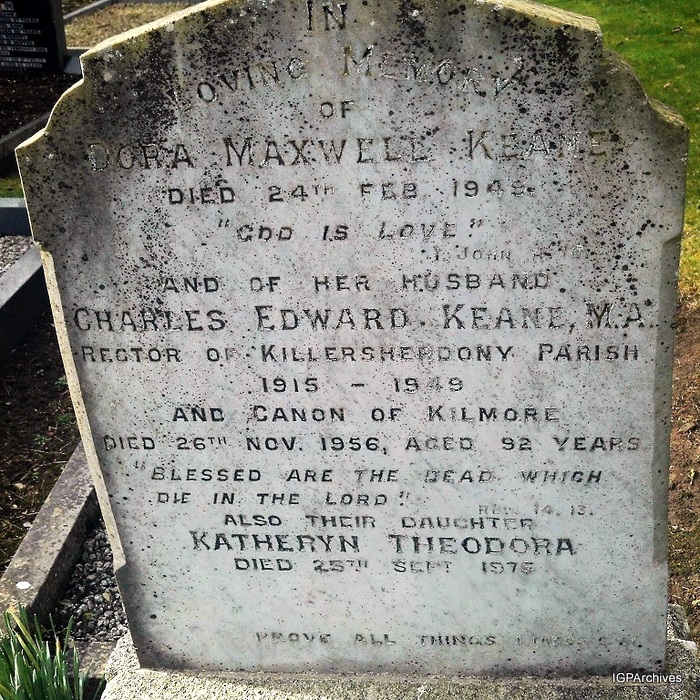 IN
LOVING MEMORY
OF
DORA MAXWELL KEANE
DIED 24TH FEB 1949.
"GOD IS LOVE"
I. JOHN
AND OF HER HUSBAND
CHARLES EDWARD KEANE, M.A.
RECTOR OF KILLERSHERDONY PARISH
1915 - 1949
AND CANON OF KILMORE
DIED 26TH NOV. 1956, AGED 92 YEARS
"BLESSED ARE THE DEAD WHICH
DIE IN THE LORD".
REV. 14. 13.
ALSO THEIR DAUGHTER
KATHERYN THEODORA
DIED 25TH SEPT 1976
PROVE ALL THINGS
IGPArchives